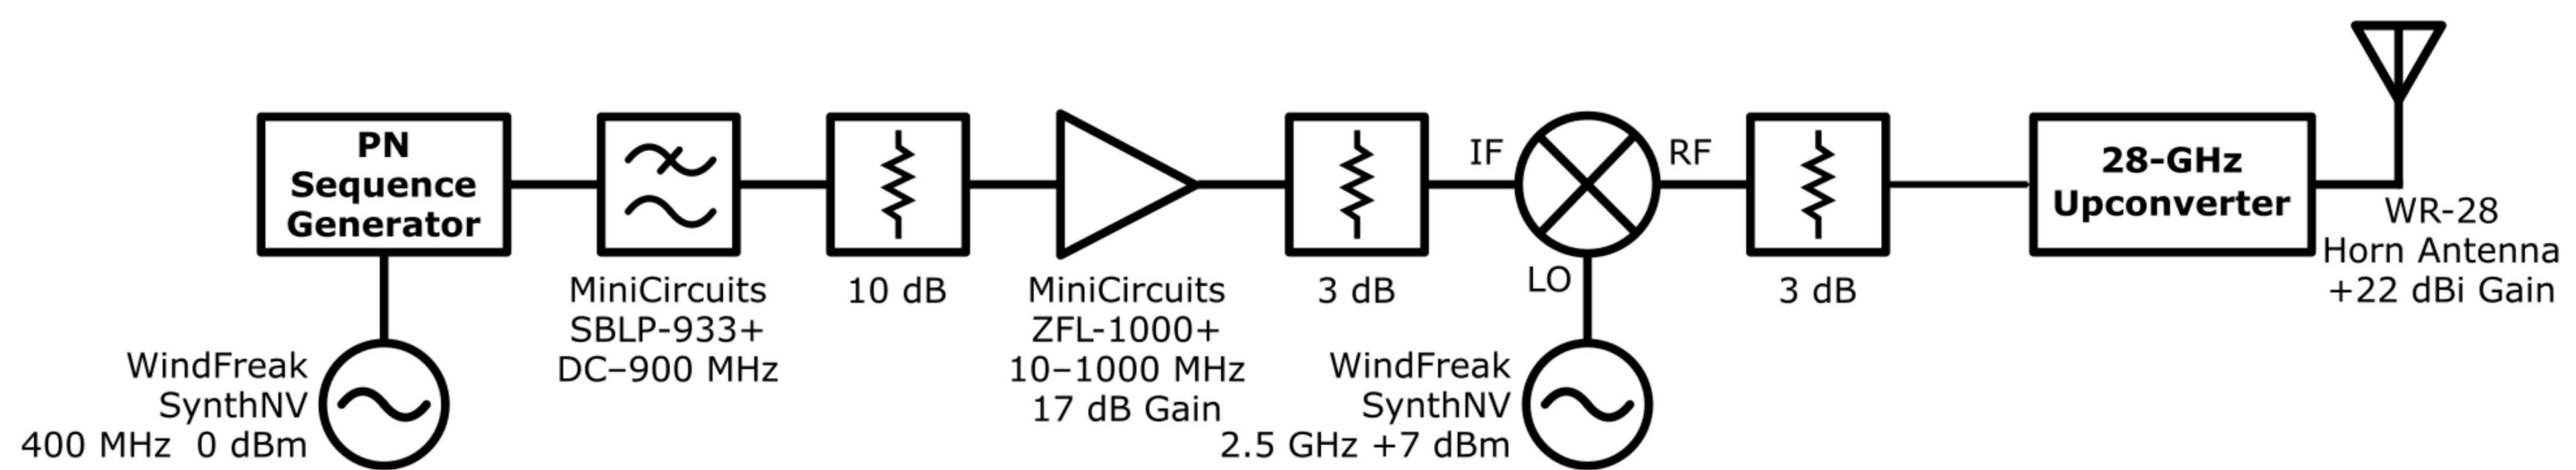 PN
Sequence
Generator
WindFreak
SynthNV
400 MHz 0 dBm
MiniCircuits
SBLP-933+
DC–900 MHz
10 dB
MiniCircuits
ZFL-1000+
10–1000 MHz
17 dB Gain
3 dB
IF
RF
LO
WindFreak
SynthNV
2.5 GHz +7 dBm
3 dB
28–GHz
Upconverter
WR-28
Horn Antenna
+22 dBi Gain